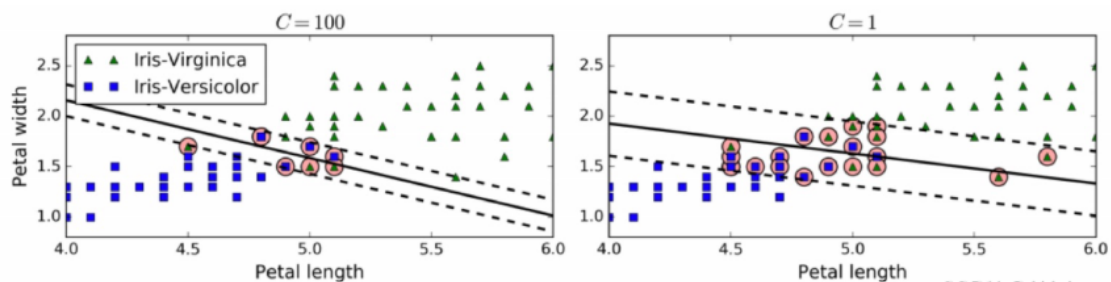 C = 100
C = 1
Iris-Virginica
Iris-Versicolor
Petal width
2.5
2.0
1.5
1.0
4.0 4.5 5.0 5.5 6.0
Petal length
2.5
2.0
1.5
1.0
4.0 4.5 5.0 5.5 6.0
Petal length